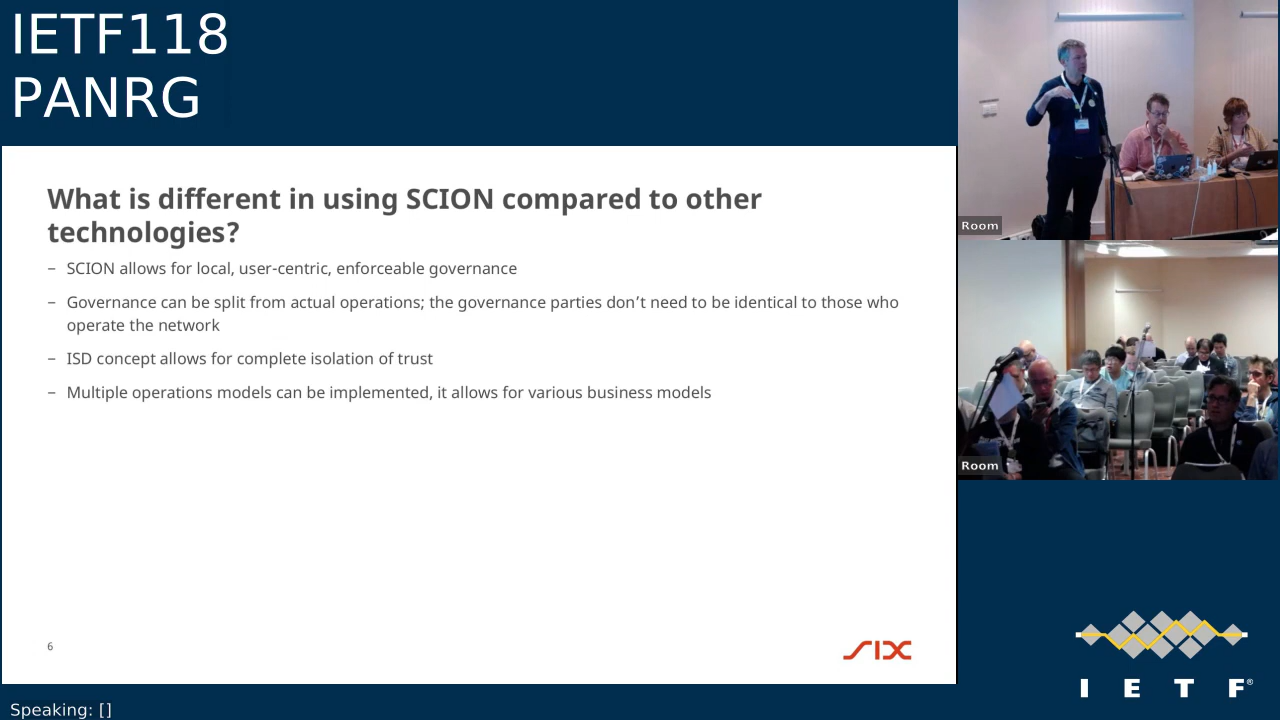 IETF118
PANRG
What is different in using SCION compared to other
technologies?
– SCION allows for local, user-centric, enforceable governance
– Governance can be split from actual operations; the governance parties don’t need to be identical to those who
operate the network
– ISD concept allows for complete isolation of trust
– Multiple operations models can be implemented, it allows for various business models
6
SIX
Room
Room
I E T F®
Speaking: []